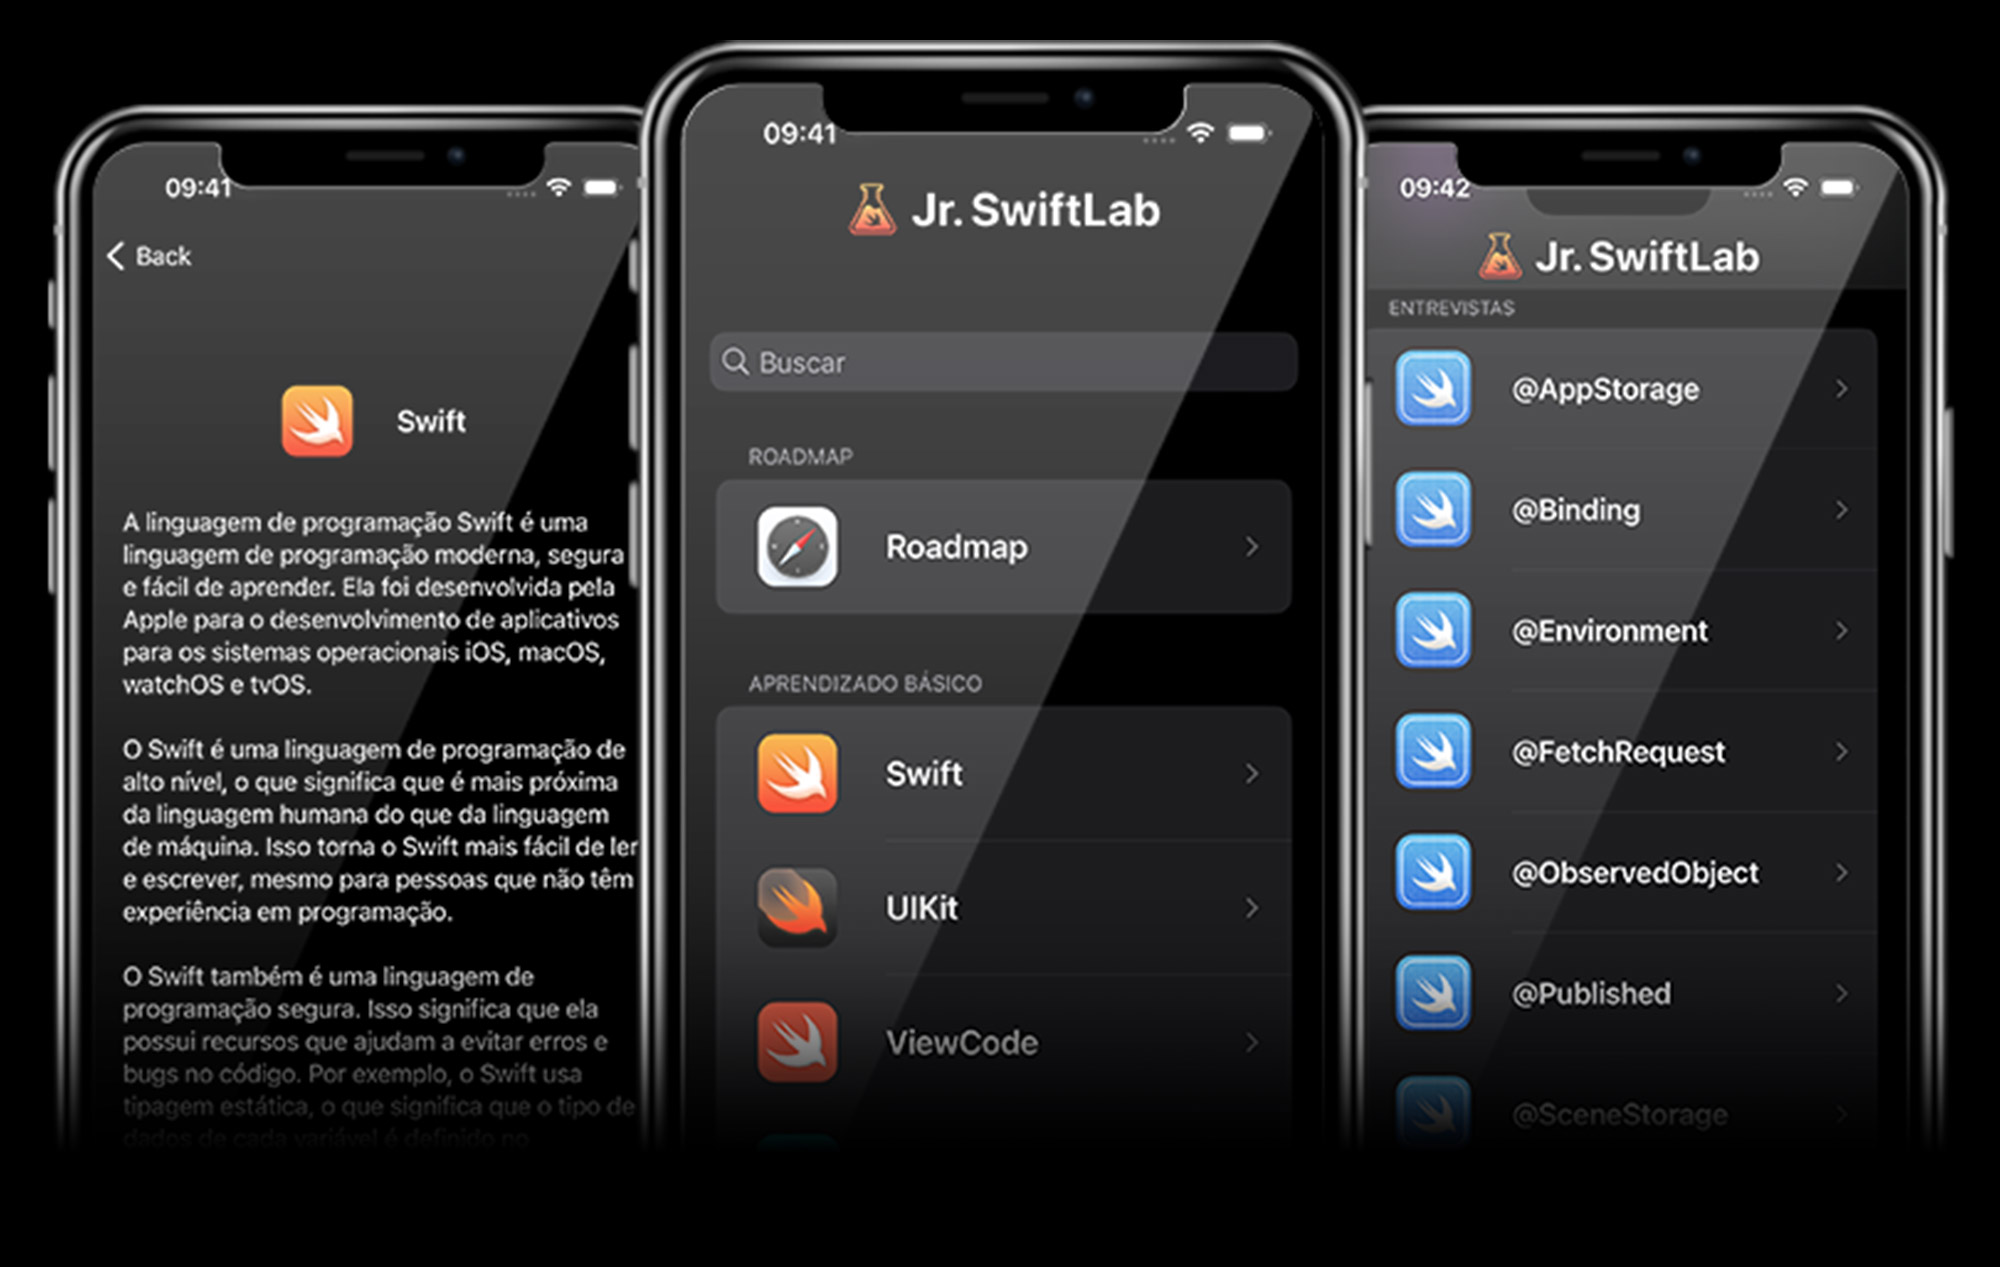 09:41
Back
Swift
A linguagem de programação Swift é uma
linguagem de programação moderna, segura
e fácil de aprender. Ela foi desenvolvida pela
Apple para o desenvolvimento de aplicativos
para os sistemas operacionais iOS, macOS,
watchOS e tvOS.
O Swift é uma linguagem de programação de
alto nível, o que significa que é mais próxima
da linguagem humana do que da linguagem
de máquina. Isso torna o Swift mais fácil de ler
e escrever, mesmo para pessoas que não têm
experiência em programação.
O Swift também é uma linguagem de
programação segura. Isso significa que ela
possui recursos que ajudam a evitar erros e
bugs no código. Por exemplo, o Swift usa
tipagem estática, o que significa que o tipo de
dados de cada variável é definido no
09:41
Jr. SwiftLab
Buscar
ROADMAP
Roadmap
APRENDIZADO BÁSICO
Swift
UIKit
ViewCode
09:42
Jr. SwiftLab
ENTREVISTAS
@AppStorage
@Binding
@Environment
@FetchRequest
@ObservedObject
@Published
@SceneStorage